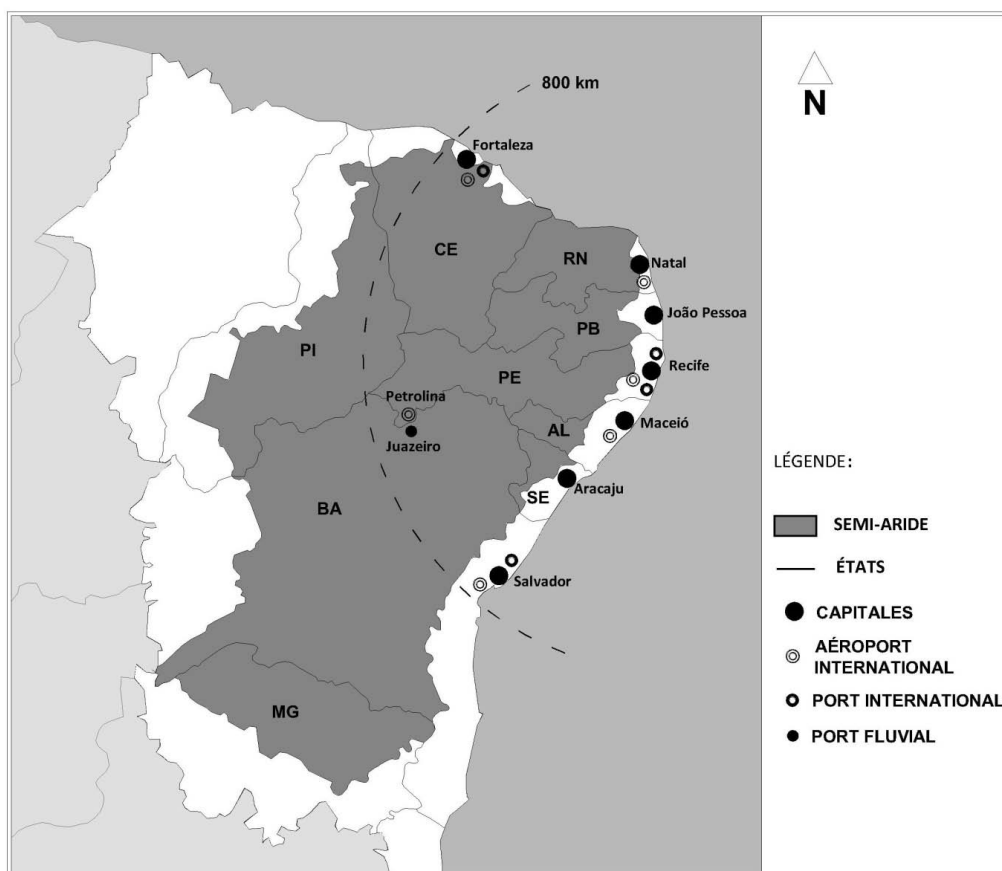 800 km
N
Fortaleza
CE
RN
Natal
João Pessoa
PB
PI
Recife
PE
Petrolina
Maceió
AL
Juazeiro
LÉGENDE:
Aracaju
SE
BA
SEMI-ARIDE
ÉTATS
Salvador
CAPITALES
AÉROPORT
INTERNATIONAL
PORT INTERNATIONAL
MG
PORT FLUVIAL